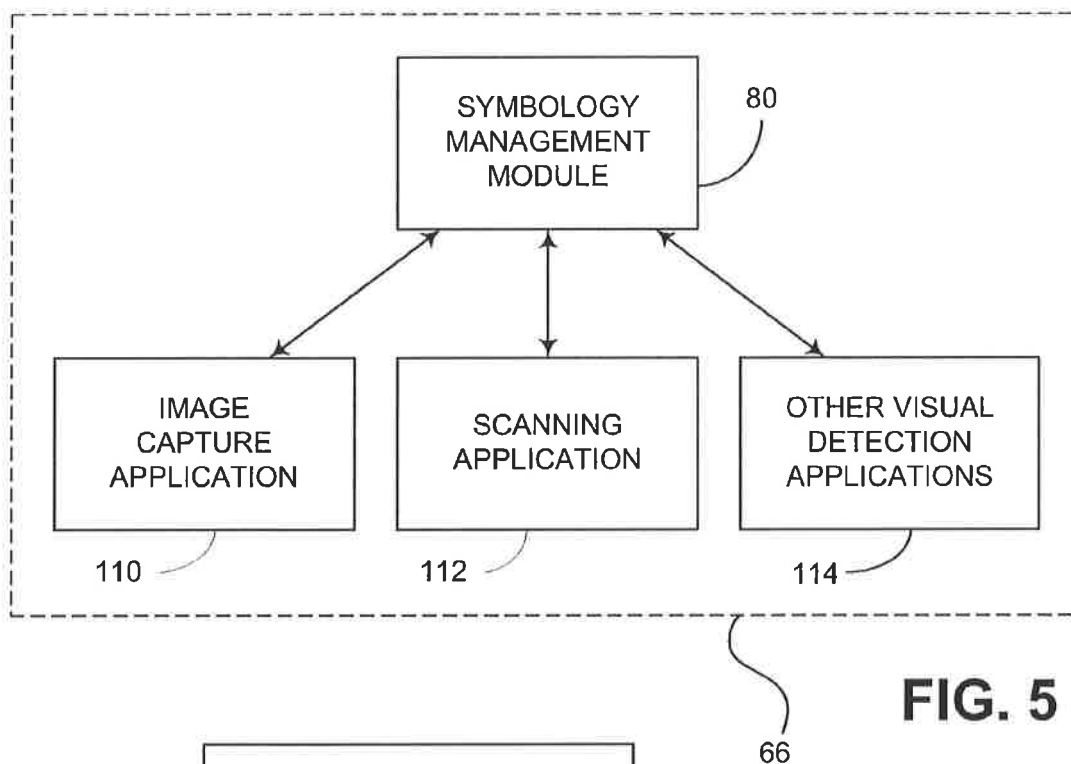 SYMBOLOGY
MANAGEMENT
MODULE
80
IMAGE
CAPTURE
APPLICATION
SCANNING
APPLICATION
OTHER VISUAL
DETECTION
APPLICATIONS
110
112
114
FIG. 5
66